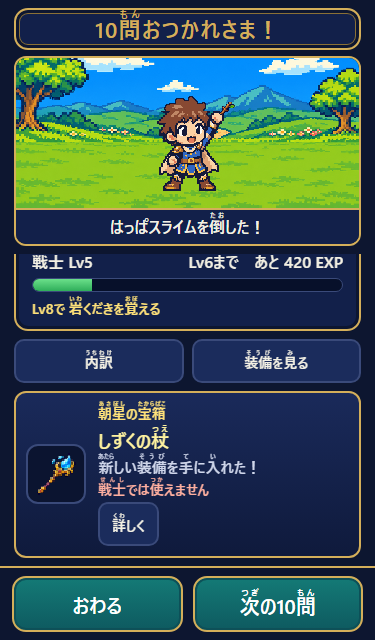 10問おつかれさま！
はっぱスライムを倒した！
戦士 Lv5 Lv6まで あと 420 EXP
Lv8で 岩くだきを覚える
内訳 装備を見る
朝星の宝箱
しずくの杖
新しい装備を手に入れた！
戦士では使えません
詳しく
おわる 次の10問